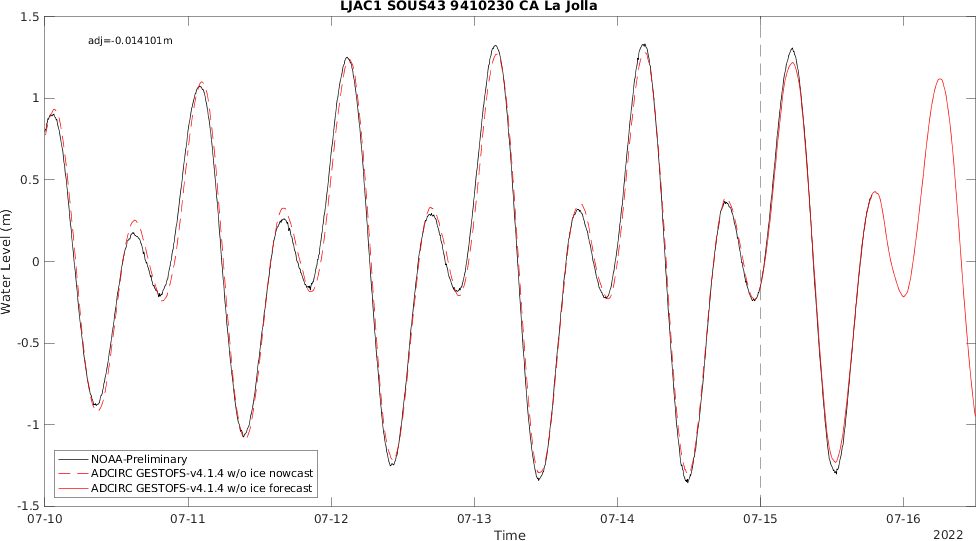 LJAC1 SOUS43 9410230 CA La Jolla
adj=-0.014101m
1.5
1
0.5
0
-0.5
-1
-1.5
Water Level (m)
NOAA-Preliminary
ADCIRC GESTOFS-v4.1.4 w/o ice nowcast
ADCIRC GESTOFS-v4.1.4 w/o ice forecast
07-10 07-11 07-12 07-13 07-14 07-15 07-16
Time
2022